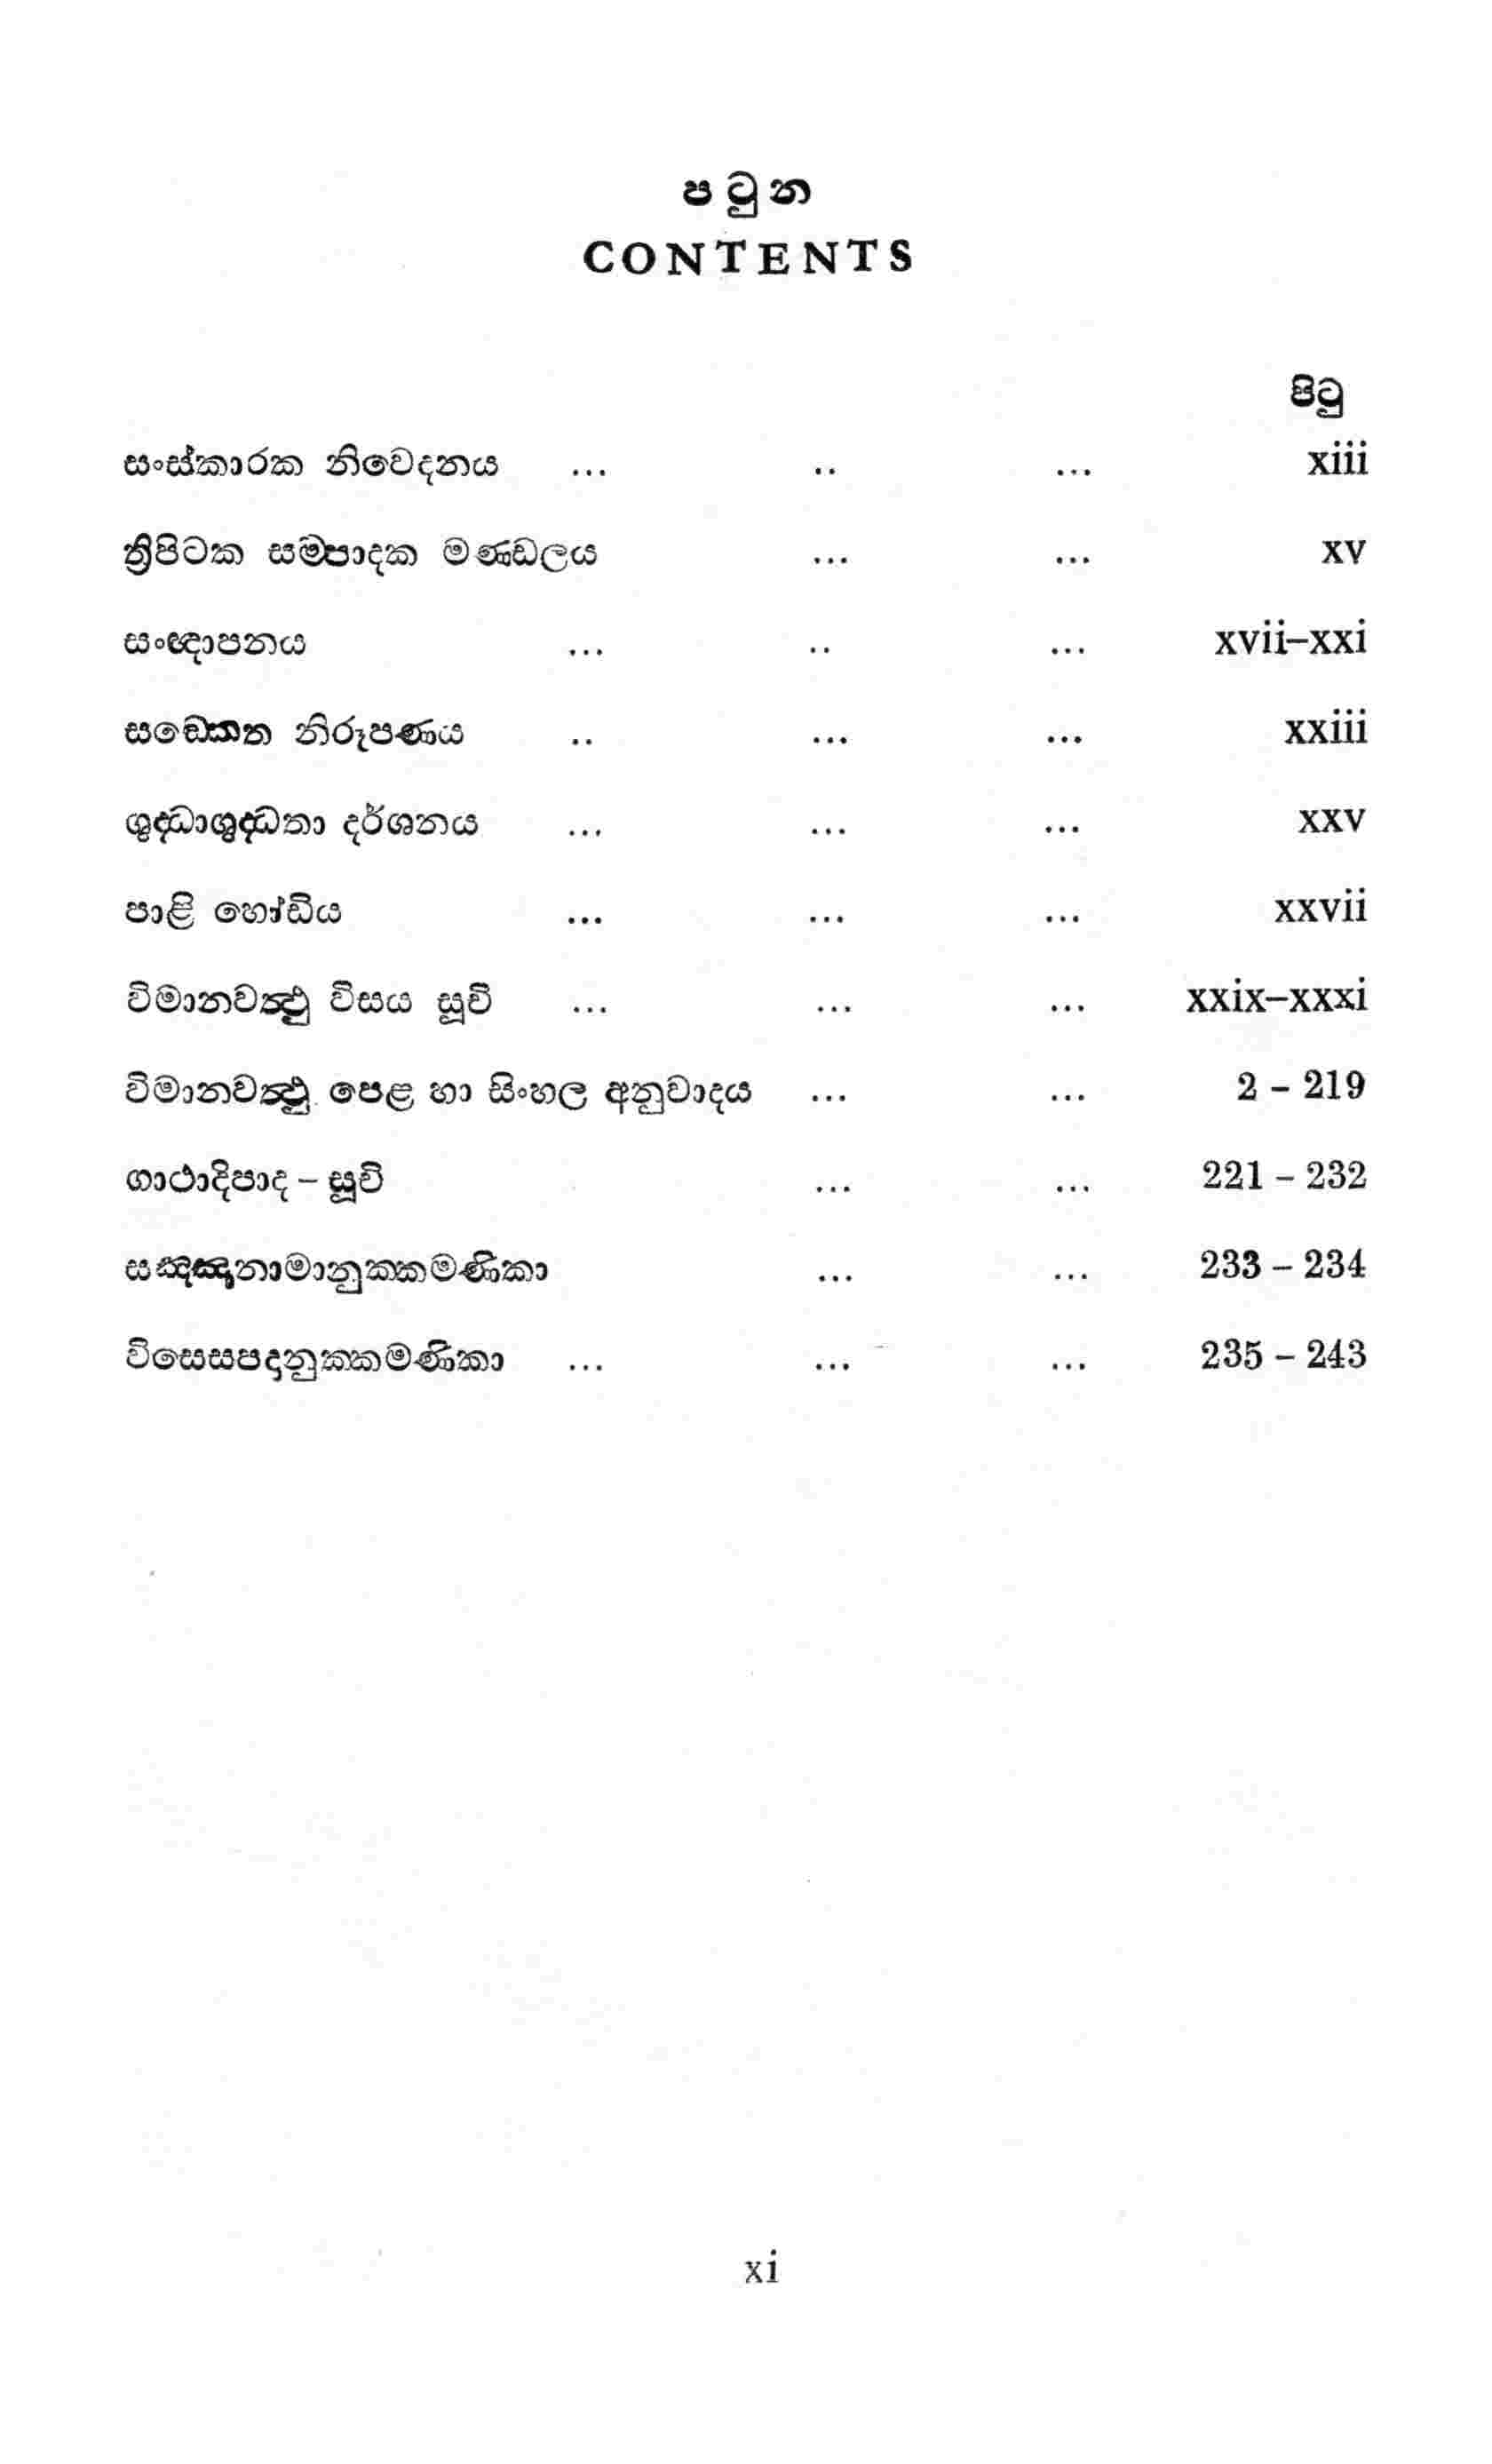 පටුන
CONTENTS
පිටු
සංස්කාරක නිවේදනය ... .. ... xiii
ත්‍රිපිටක සම්පාදක මණ්ඩලය ... ... xv
සංඥාපනය ... .. ... xvii–xxi
සඞ්කෙත නිරූපණය .. ... ... xxiii
ශුද්ධාශුද්ධතා දර්ශනය ... ... ... xxv
පාළි හෝඩිය ... ... ... xxvii
විමානවත්‍ථු විසය සූචි ... ... ... xxix–xxxi
විමානවත්‍ථු පෙළ හා සිංහල අනුවාදය ... ... 2 – 219
ගාථාදිපාද – සූචි ... ... 221 – 232
සඤ්ඤානාමානුක්කමණිකා ... ... 233 – 234
විසෙසපදානුක්කමණිකා ... ... ... 235 – 243
xi